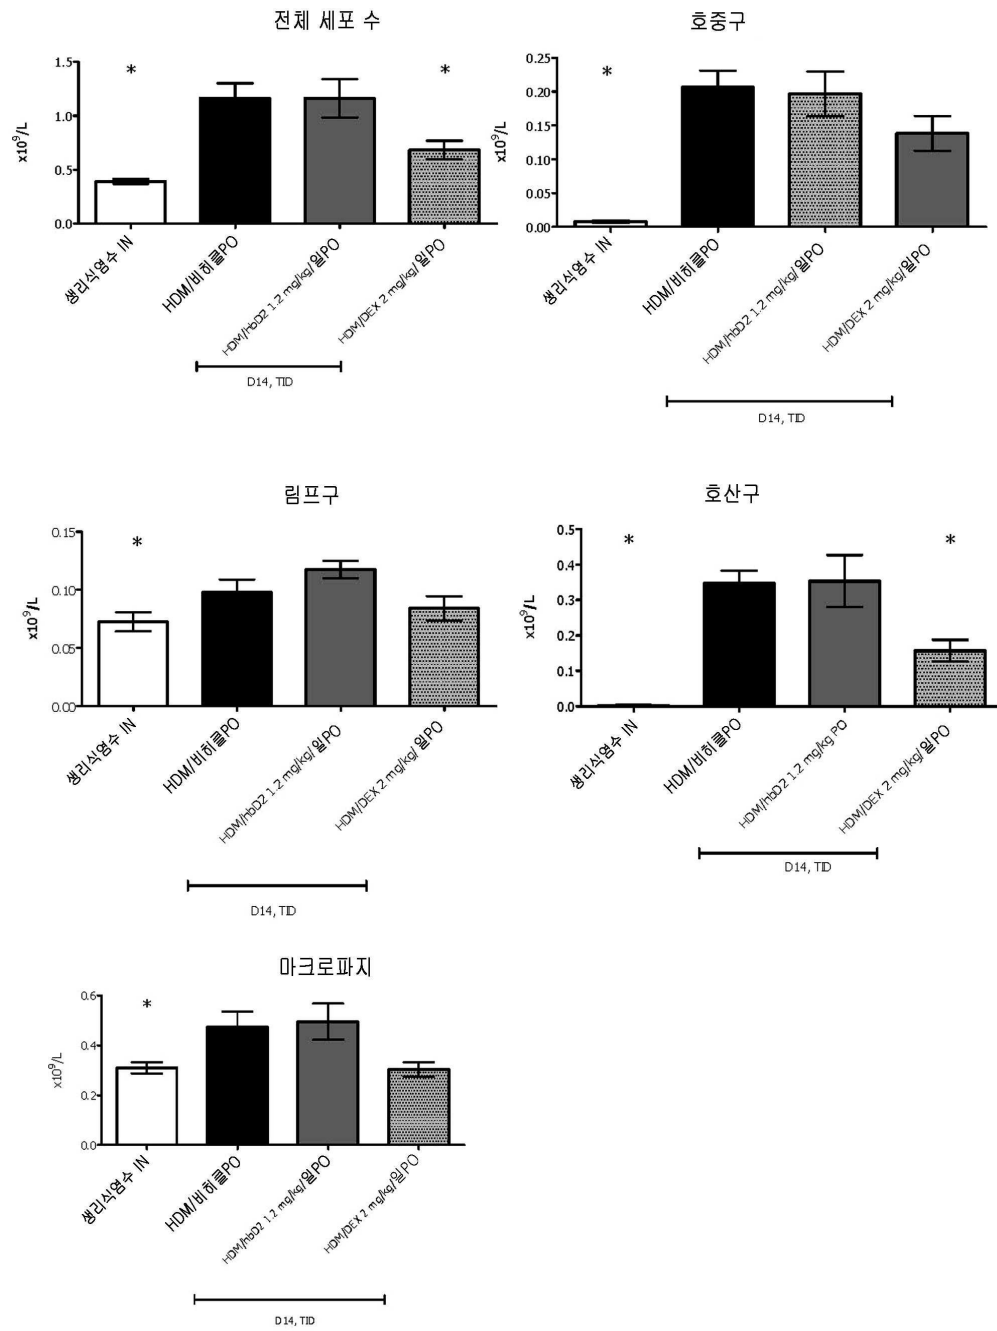 전체 세포 수
x10⁹/L
1.5
*
*
1.0
0.5
0.0
생리식염수 IN
HDM/비히클PO
HDM/hbD2 1.2 mg/kg/일PO
HDM/DEX 2 mg/kg/일PO
D14, TID
호중구
x10⁹/L
0.25
*
0.20
0.15
0.10
0.05
0.00
생리식염수 IN
HDM/비히클PO
HDM/hbD2 1.2 mg/kg/일PO
HDM/DEX 2 mg/kg/일PO
D14, TID
림프구
x10⁹/L
0.15
*
0.10
0.05
0.00
생리식염수 IN
HDM/비히클PO
HDM/hbD2 1.2 mg/kg/일PO
HDM/DEX 2 mg/kg/일PO
D14, TID
호산구
x10⁹/L
0.5
*
*
0.4
0.3
0.2
0.1
0.0
생리식염수 IN
HDM/비히클PO
HDM/hbD2 1.2 mg/kg PO
HDM/DEX 2 mg/kg/일PO
D14, TID
마크로파지
x10⁹/L
0.6
*
0.4
0.2
0.0
생리식염수 IN
HDM/비히클PO
HDM/hbD2 1.2 mg/kg/일PO
HDM/DEX 2 mg/kg/일PO
D14, TID